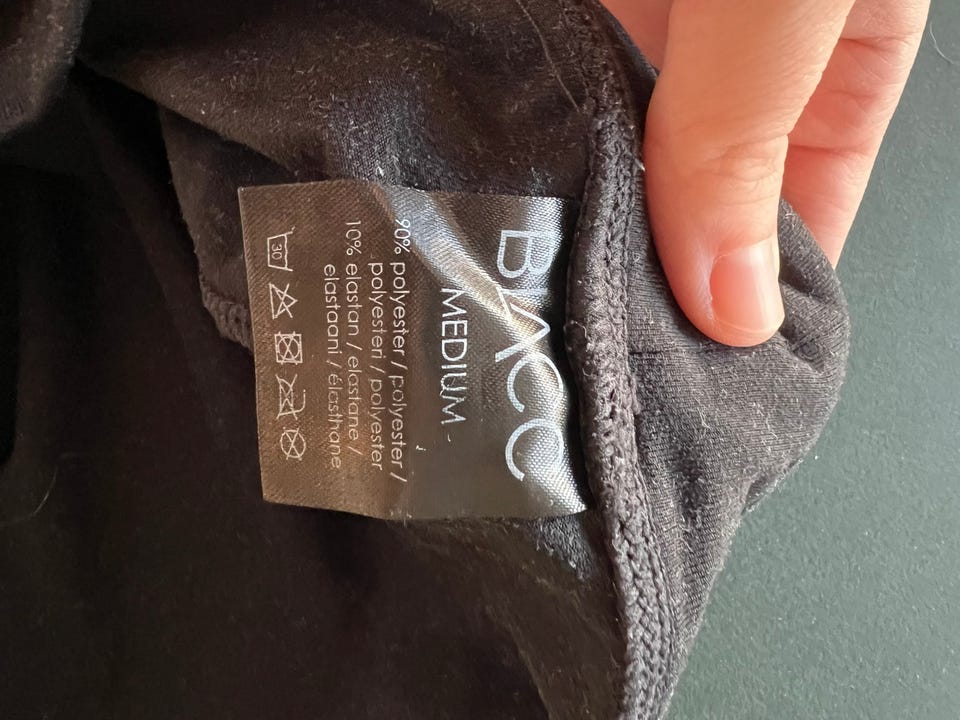 BLACC
- MEDIUM -
90% polyester / polyester /
polyesteri / polyester
10% elastan / elastane /
elastaani / élasthane
30